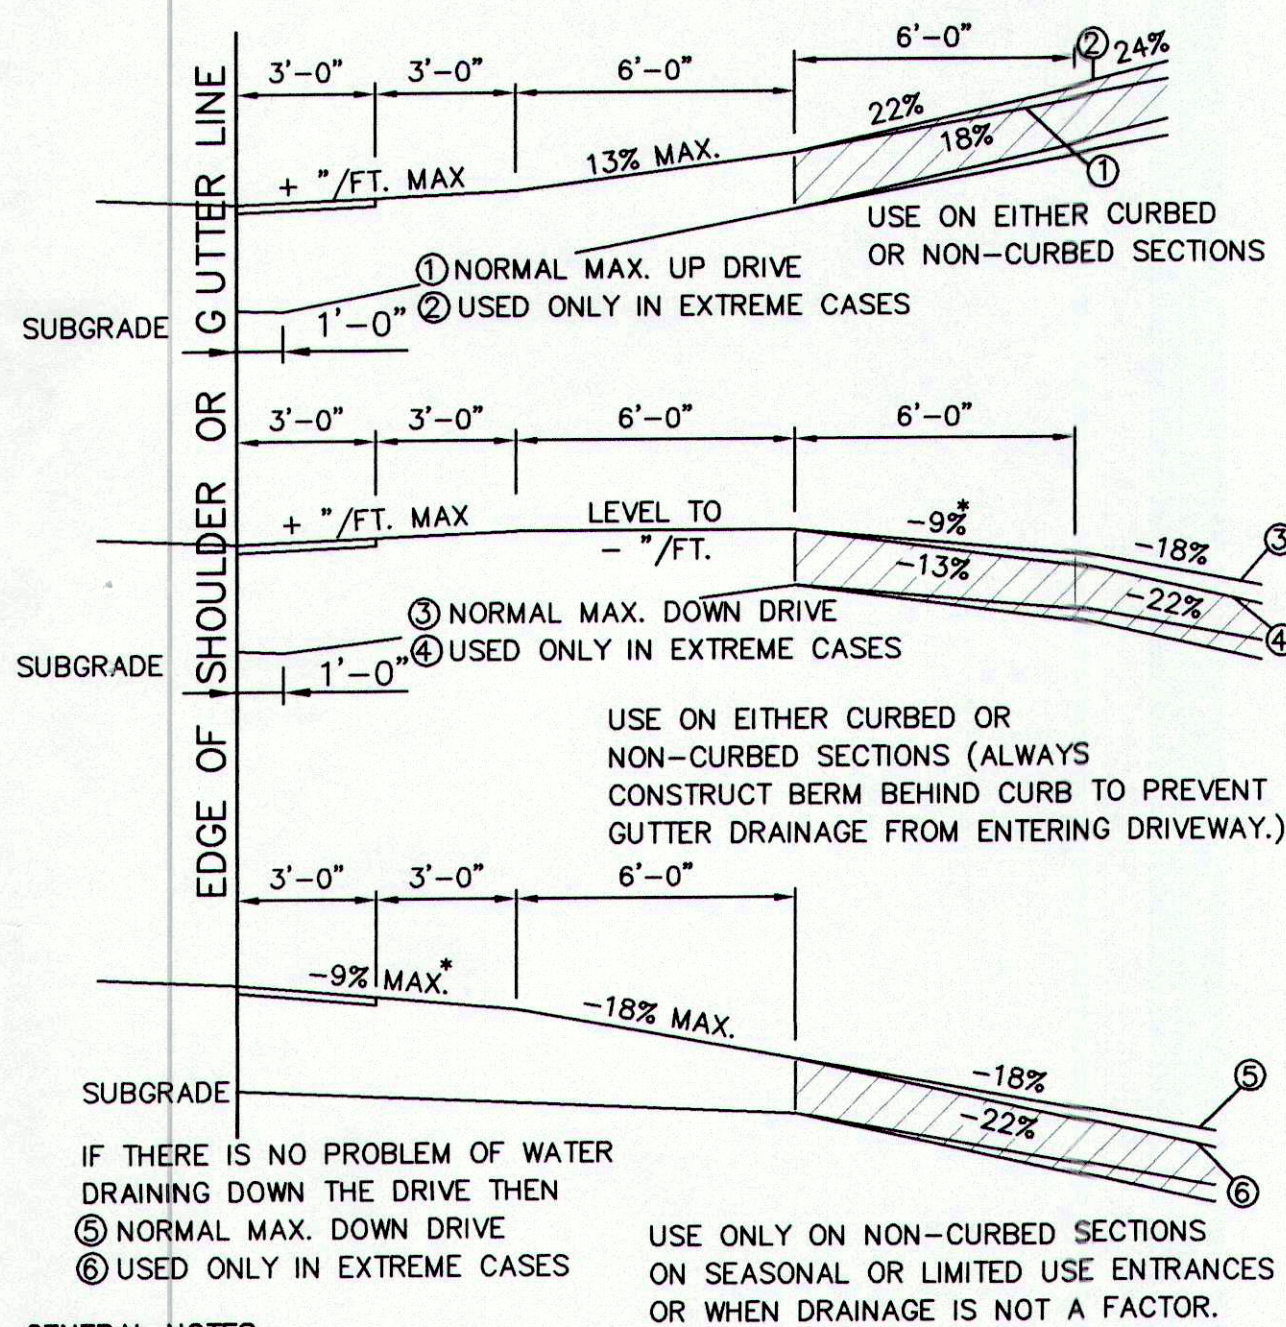 EDGE OF SHOULDER OR GUTTER LINE
3'-0" 3'-0" 6'-0" 6'-0"
② 24%
22%
18%
13% MAX.
+ "/FT. MAX
①
USE ON EITHER CURBED
OR NON-CURBED SECTIONS
① NORMAL MAX. UP DRIVE
② USED ONLY IN EXTREME CASES
SUBGRADE
1'-0"
3'-0" 3'-0" 6'-0" 6'-0"
+ "/FT. MAX
LEVEL TO
- "/FT.
-9%*
-13%
-18%
-22%
③
④
③ NORMAL MAX. DOWN DRIVE
④ USED ONLY IN EXTREME CASES
SUBGRADE
1'-0"
USE ON EITHER CURBED OR
NON-CURBED SECTIONS (ALWAYS
CONSTRUCT BERM BEHIND CURB TO PREVENT
GUTTER DRAINAGE FROM ENTERING DRIVEWAY.)
3'-0" 3'-0" 6'-0"
-9% MAX.*
-18% MAX.
-18%
-22%
⑤
⑥
SUBGRADE
IF THERE IS NO PROBLEM OF WATER
DRAINING DOWN THE DRIVE THEN
⑤ NORMAL MAX. DOWN DRIVE
⑥ USED ONLY IN EXTREME CASES
USE ONLY ON NON-CURBED SECTIONS
ON SEASONAL OR LIMITED USE ENTRANCES
OR WHEN DRAINAGE IS NOT A FACTOR.
GENERAL NOTES